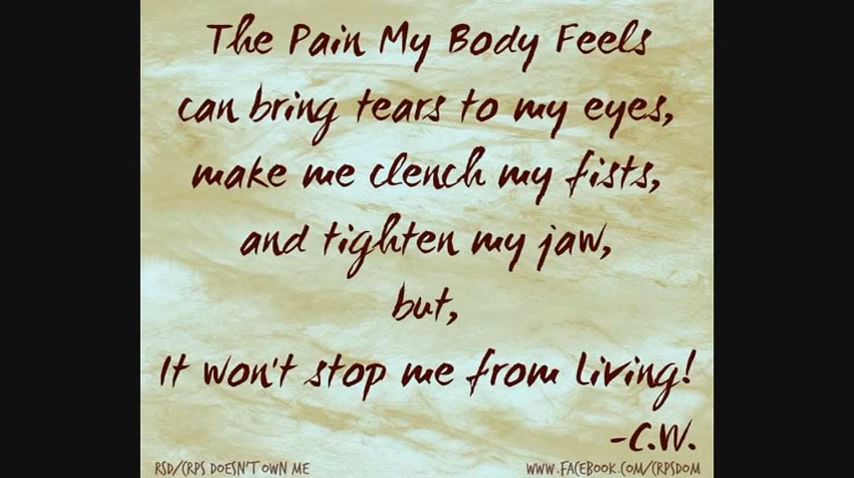 The Pain My Body Feels
can bring tears to my eyes,
make me clench my fists,
and tighten my jaw,
but,
It won't stop me from living!
-C.W.
RSD/CRPS DOESN'T OWN ME
WWW.FACEBOOK.COM/CRPSDOM